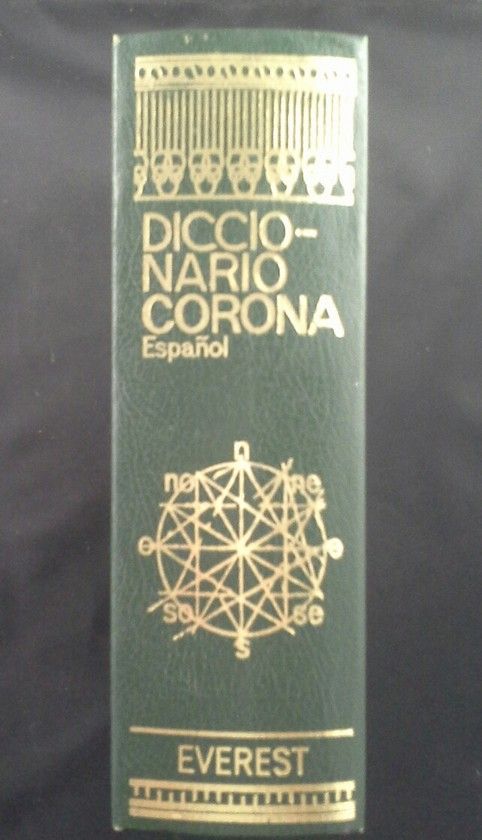 DICCIO-
NARIO
CORONA
Español
n
no ne
o e
so se
s
EVEREST